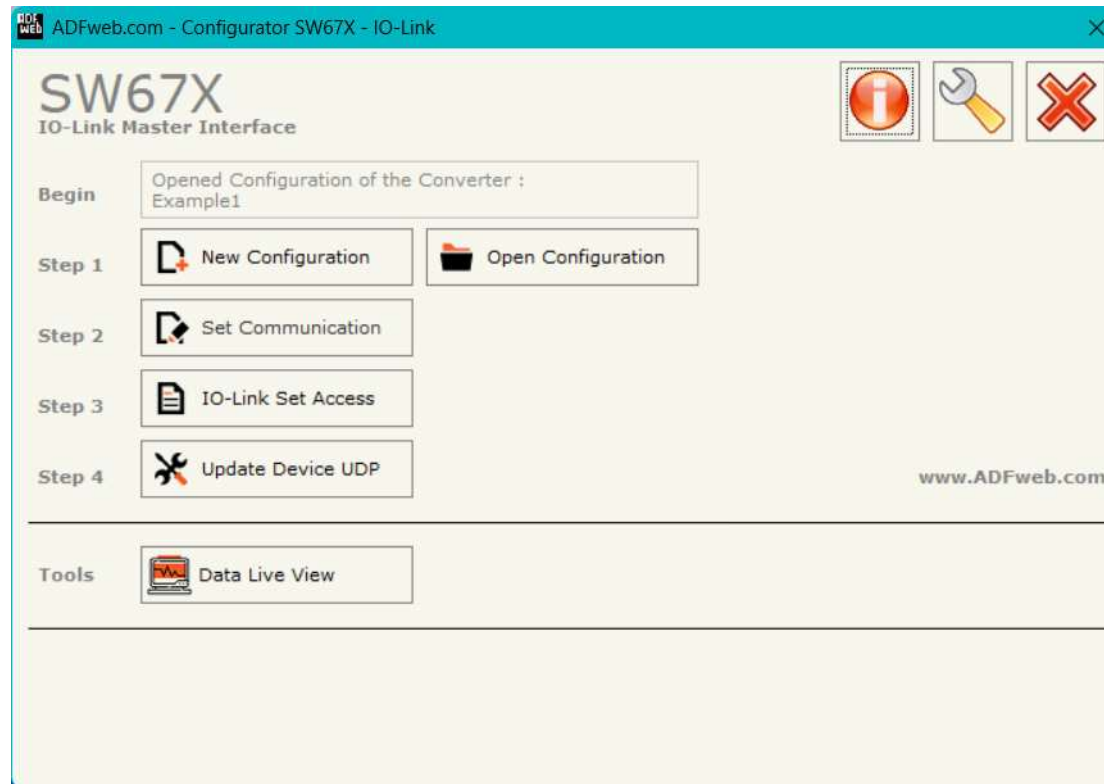 ADFweb.com - Configurator SW67X - IO-Link
SW67X
IO-Link Master Interface
Begin
Opened Configuration of the Converter :
Example1
Step 1
New Configuration
Open Configuration
Step 2
Set Communication
Step 3
IO-Link Set Access
Step 4
Update Device UDP
www.ADFweb.com
Tools
Data Live View